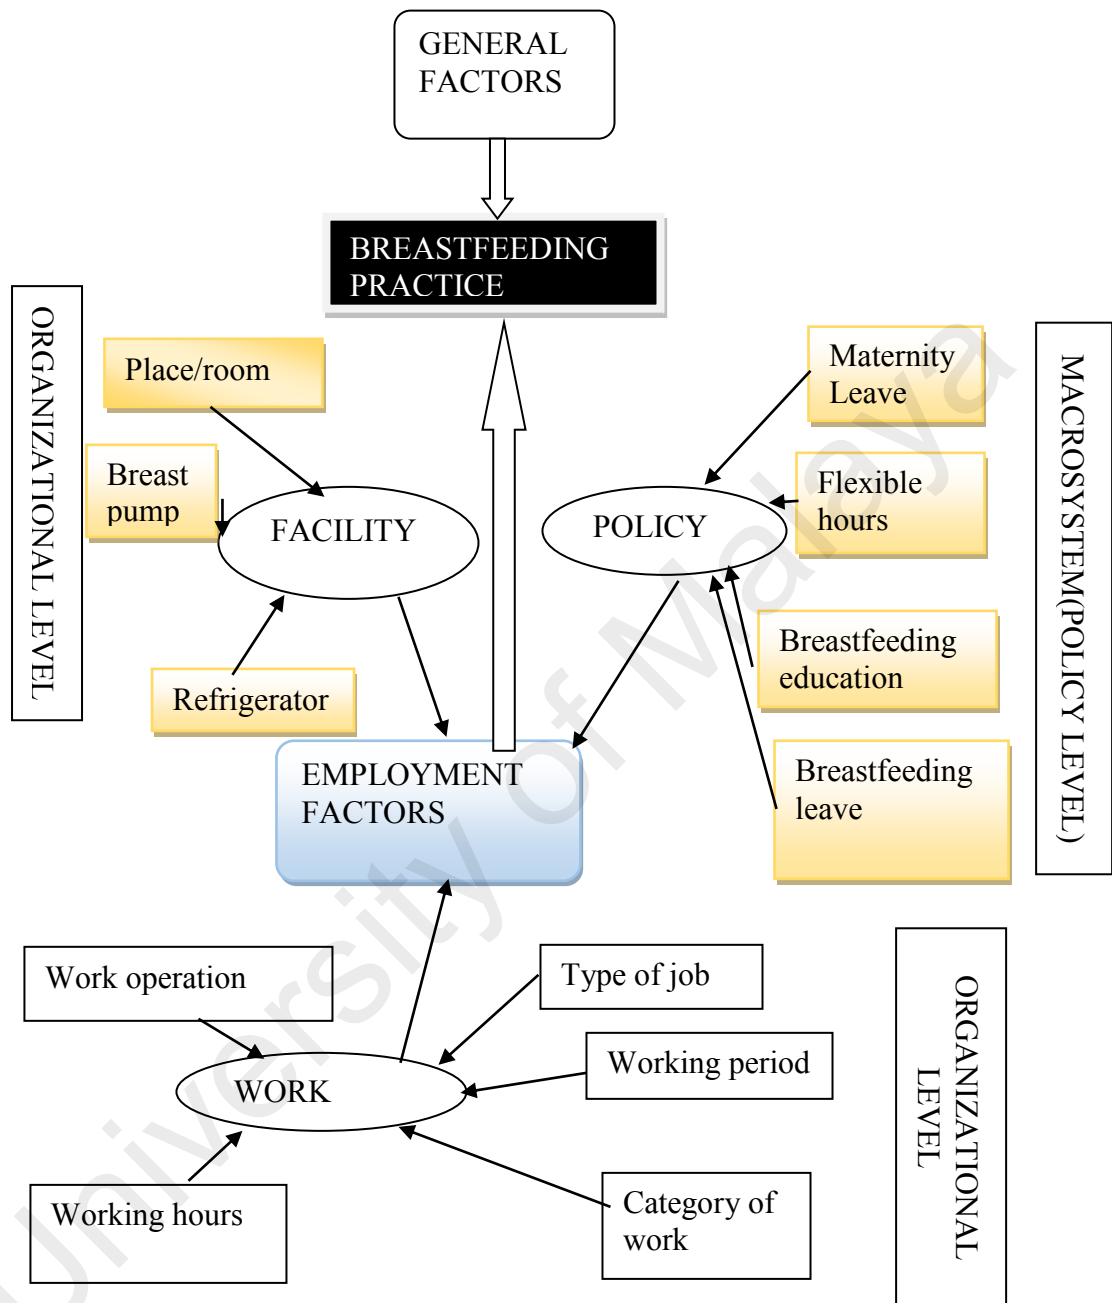 GENERAL
FACTORS
BREASTFEEDING
PRACTICE
ORGANIZATIONAL LEVEL
Place/room
Breast
pump
FACILITY
Refrigerator
Maternity
Leave
Flexible
hours
POLICY
Breastfeeding
education
Breastfeeding
leave
MACROSYSTEM(POLICY LEVEL)
EMPLOYMENT
FACTORS
Work operation
Type of job
Working period
WORK
Working hours
Category of
work
ORGANIZATIONAL
LEVEL
University of Malaya